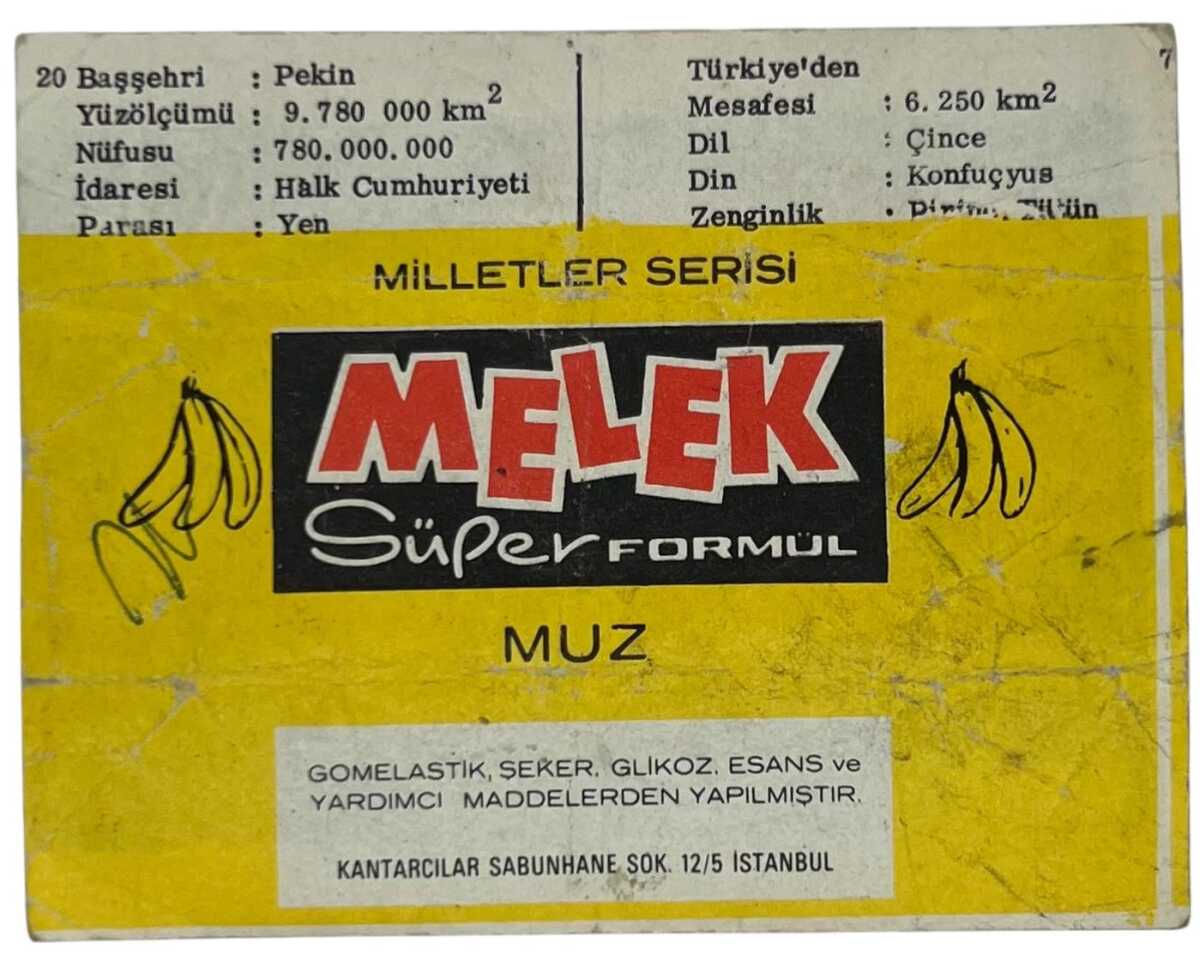 20 Başşehri : Pekin
Yüzölçümü : 9.780 000 km2
Nüfusu : 780.000.000
İdaresi : Halk Cumhuriyeti
Parası : Yen
Türkiye'den
Mesafesi : 6.250 km2
Dil : Çince
Din : Konfuçyus
Zenginlik :
7
MİLLETLER SERİSİ
MELEK
Süper FORMÜL
MUZ
GOMELASTİK, ŞEKER. GLİKOZ. ESANS ve
YARDIMCI MADDELERDEN YAPILMIŞTIR.
KANTARCILAR SABUNHANE SOK. 12/5 İSTANBUL